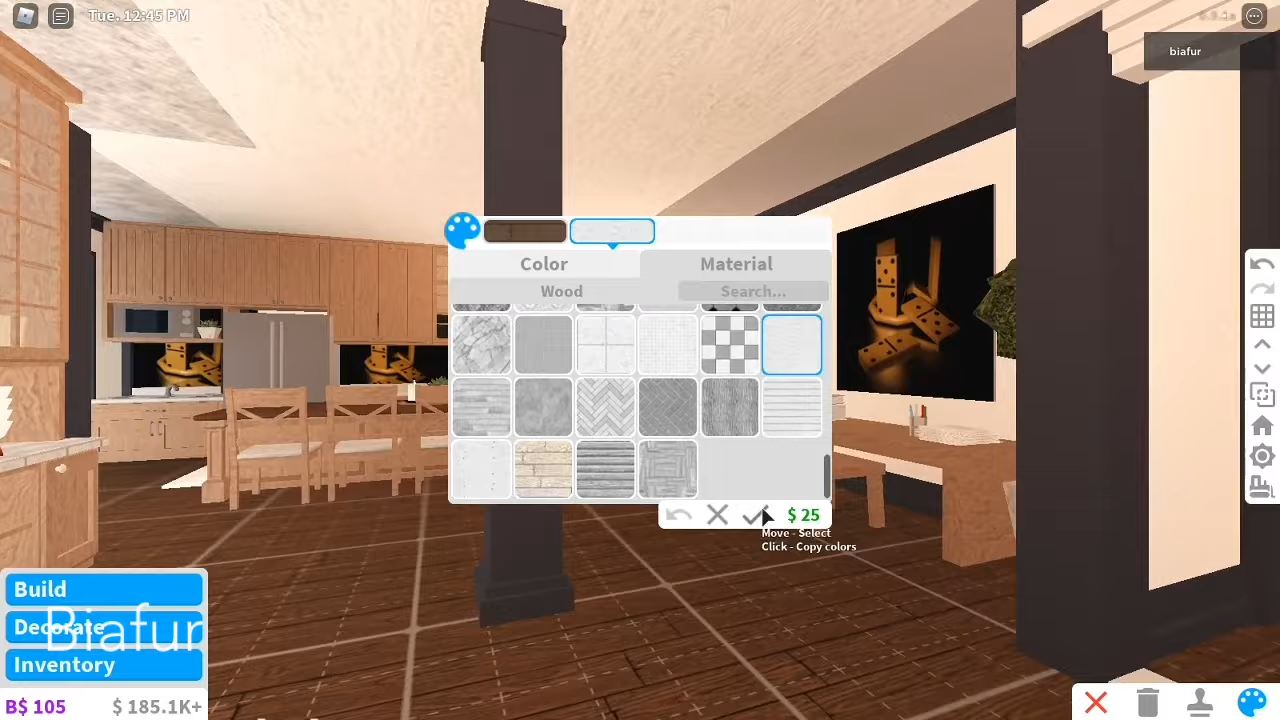 Tue. 12:45 PM
biafur
Color
Material
Wood
Search...
$ 25
Move - Select
Click - Copy colors
Build
Decorate
Biafur
Inventory
B$ 105
$ 185.1K+